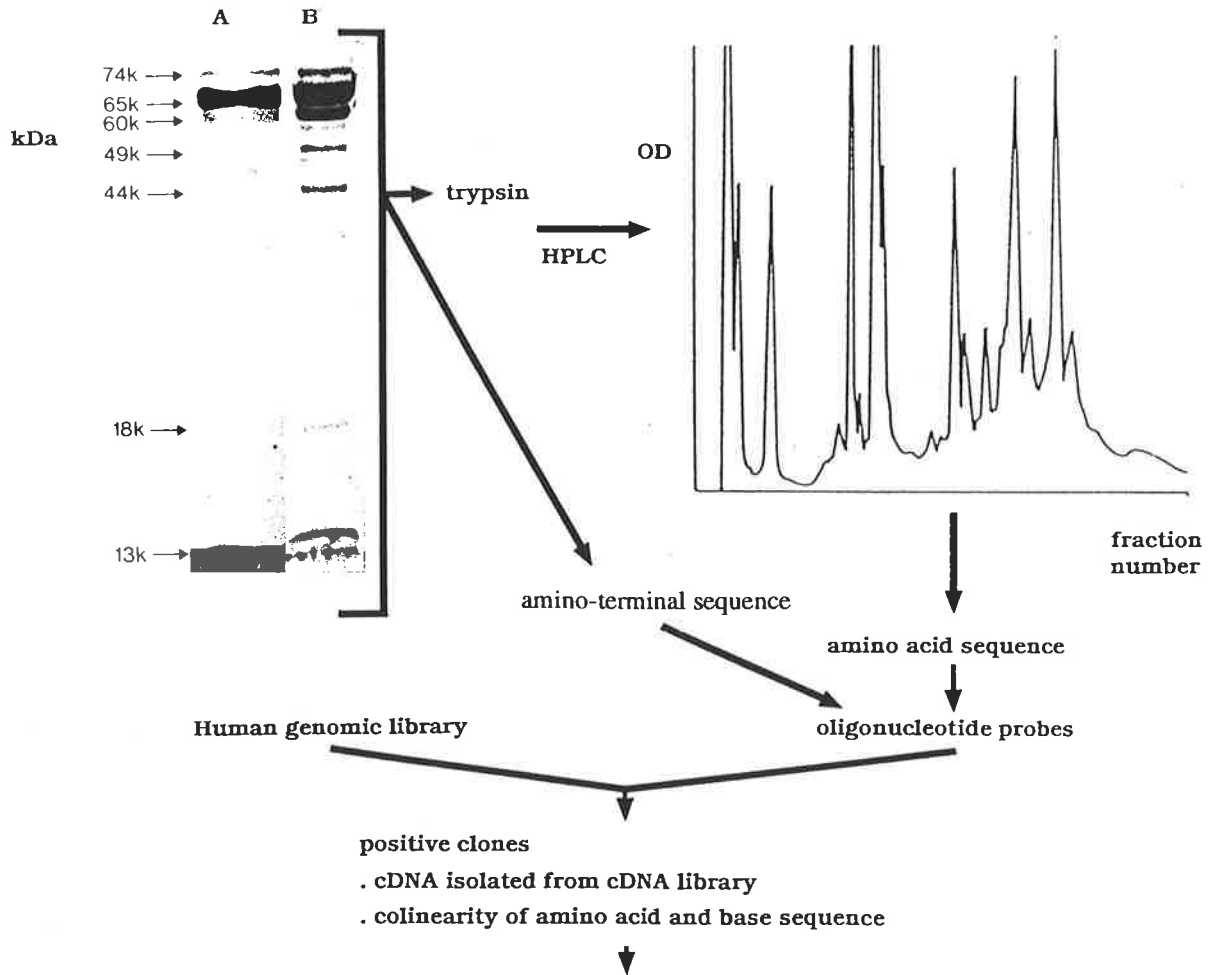 A B
74k
65k
60k
kDa
49k
44k
18k
13k
trypsin
HPLC
OD
fraction
number
amino-terminal sequence
amino acid sequence
Human genomic library
oligonucleotide probes
positive clones
. cDNA isolated from cDNA library
. colinearity of amino acid and base sequence